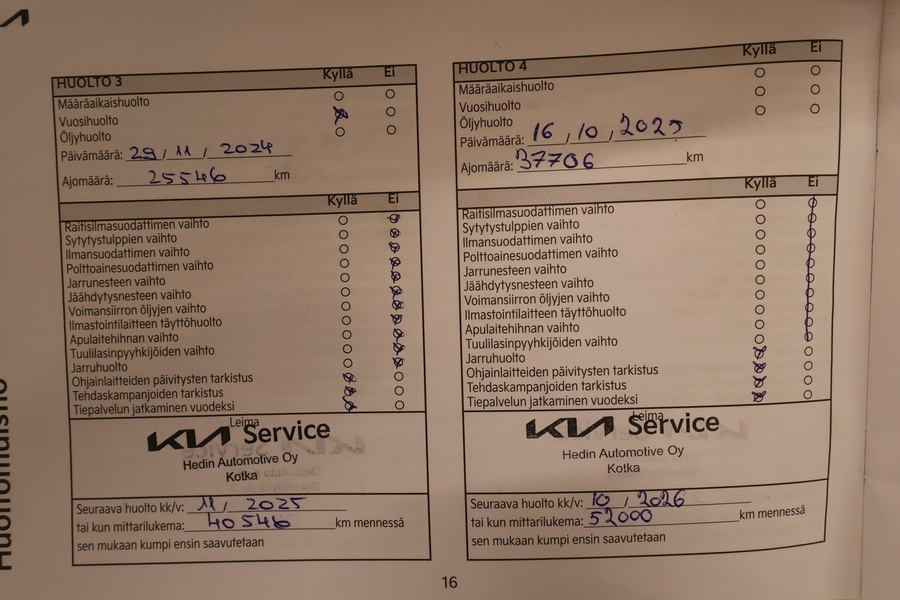 HUOLTO 3 Kyllä Ei
Määräaikaishuolto
Vuosihuolto
Öljyhuolto
Päivämäärä: 29 / 11 / 2024
Ajomäärä: 25546 km
Kyllä Ei
Raitisilmasuodattimen vaihto
Sytytystulppien vaihto
Ilmansuodattimen vaihto
Polttoainesuodattimen vaihto
Jarrunesteen vaihto
Jäähdytysnesteen vaihto
Voimansiirron öljyjen vaihto
Ilmastointilaitteen täyttöhuolto
Apulaitehihnan vaihto
Tuulilasinpyyhkijöiden vaihto
Jarruhuolto
Ohjainlaitteiden päivitysten tarkistus
Tehdaskampanjoiden tarkistus
Tiepalvelun jatkaminen vuodeksi
Leima
KIA Service
Hedin Automotive Oy
Kotka
Seuraava huolto kk/v: 11 / 2025
tai kun mittarilukema: 40546 km mennessä
sen mukaan kumpi ensin saavutetaan
HUOLTO 4 Kyllä Ei
Määräaikaishuolto
Vuosihuolto
Öljyhuolto
Päivämäärä: 16 / 10 / 2025
Ajomäärä: 37706 km
Kyllä Ei
Raitisilmasuodattimen vaihto
Sytytystulppien vaihto
Ilmansuodattimen vaihto
Polttoainesuodattimen vaihto
Jarrunesteen vaihto
Jäähdytysnesteen vaihto
Voimansiirron öljyjen vaihto
Ilmastointilaitteen täyttöhuolto
Apulaitehihnan vaihto
Tuulilasinpyyhkijöiden vaihto
Jarruhuolto
Ohjainlaitteiden päivitysten tarkistus
Tehdaskampanjoiden tarkistus
Tiepalvelun jatkaminen vuodeksi
Leima
KIA Service
Hedin Automotive Oy
Kotka
Seuraava huolto kk/v: 10 / 2026
tai kun mittarilukema: 52000 km mennessä
sen mukaan kumpi ensin saavutetaan
16